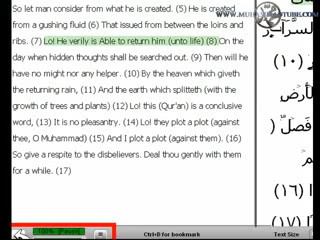 So let man consider from what he is created. (5) He is created
from a gushing fluid (6) That issued from between the loins and
ribs. (7) Lo! He verily is Able to return him (unto life) (8) On the
day when hidden thoughts shall be searched out. (9) Then will he
have no might nor any helper. (10) By the heaven which giveth
the returning rain, (11) And the earth which splitteth (with the
growth of trees and plants) (12) Lo! this (Qur'an) is a conclusive
word, (13) It is no pleasantry. (14) Lo! they plot a plot (against
thee, O Muhammad) (15) And I plot a plot (against them). (16)
So give a respite to the disbelievers. Deal thou gently with them
for a while. (17)
(١٠)
(١٦)
100% [Pause]
Ctrl+D for bookmark
Text Size